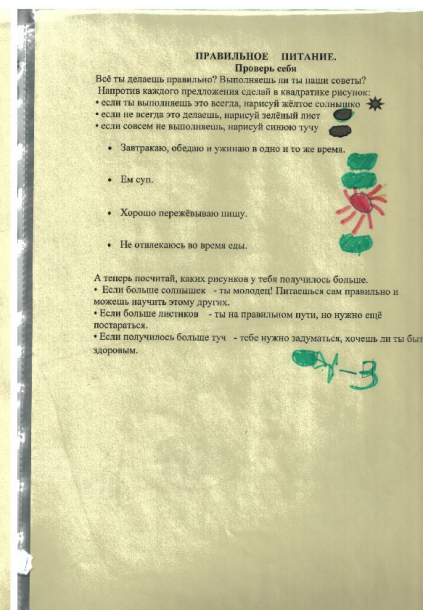 ПРАВИЛЬНОЕ ПИТАНИЕ.
Проверь себя
Всё ты делаешь правильно? Выполняешь ли ты наши советы?
Напротив каждого предложения сделай в квадратике рисунок:
• если ты выполняешь это всегда, нарисуй жёлтое солнышко
• если не всегда это делаешь, нарисуй зелёный лист
• если совсем не выполняешь, нарисуй синюю тучу
• Завтракаю, обедаю и ужинаю в одно и то же время.
• Ем суп.
• Хорошо пережёвываю пищу.
• Не отвлекаюсь во время еды.
А теперь посчитай, каких рисунков у тебя получилось больше.
• Если больше солнышек - ты молодец! Питаешься сам правильно и
можешь научить этому других.
• Если больше листиков - ты на правильном пути, но нужно ещё
постараться.
• Если получилось больше туч - тебе нужно задуматься, хочешь ли ты быт
здоровым.
-3